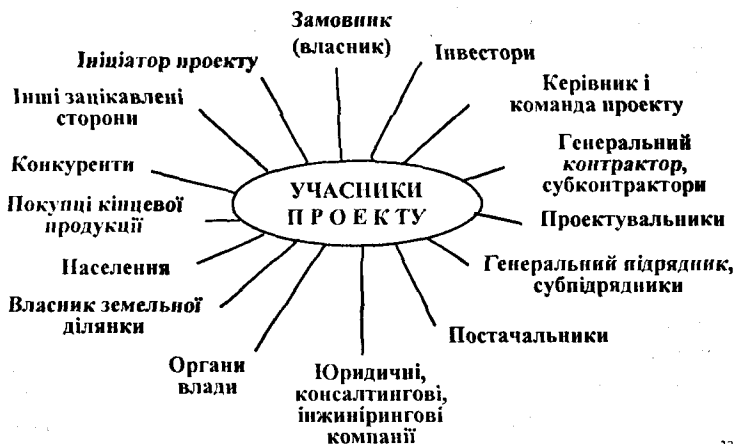 Замовник
(власник)
Інвестори
Керівник і
команда проекту
Генеральний
контрактор,
субконтрактори
Проектувальники
Генеральний підрядник,
субпідрядники
Постачальники
Юридичні,
консалтингові,
інжинірингові
компанії
Органи
влади
Власник земельної
ділянки
Населення
Покупці кінцевої
продукції
Конкуренти
Інші зацікавлені
сторони
Ініціатор проекту
УЧАСНИКИ
ПРОЕКТУ